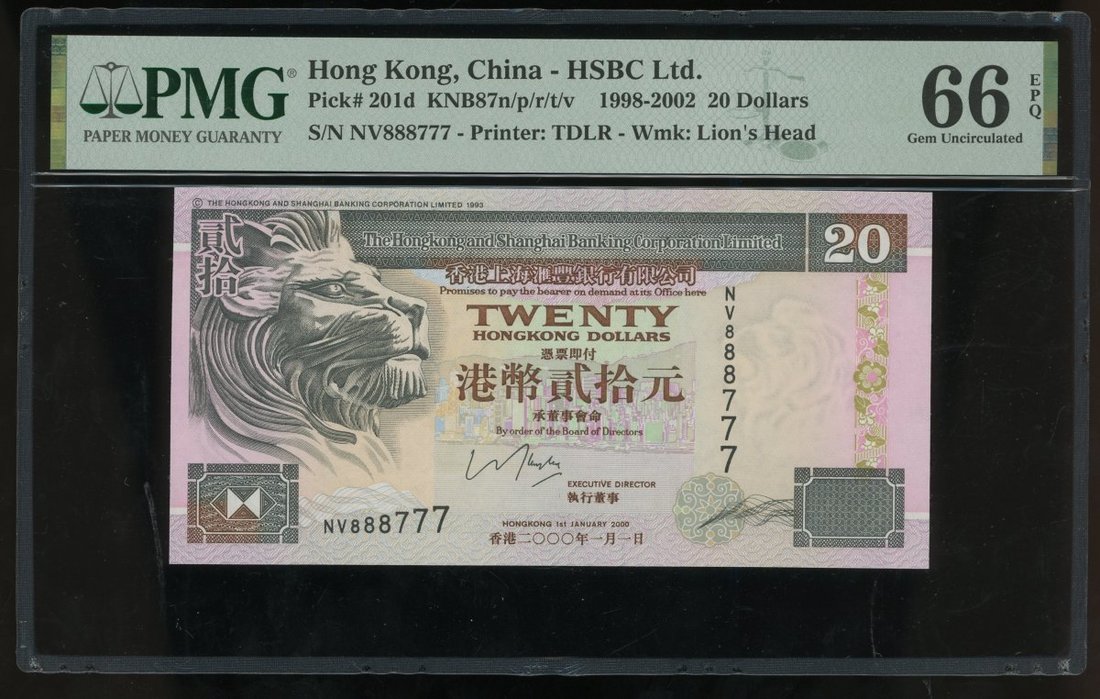 PMG®
PAPER MONEY GUARANTY
Hong Kong, China - HSBC Ltd.
Pick# 201d KNB87n/p/r/t/v 1998-2002 20 Dollars
S/N NV888777 - Printer: TDLR - Wmk: Lion's Head
66
EPQ
Gem Uncirculated
© THE HONGKONG AND SHANGHAI BANKING CORPORATION LIMITED 1993
貳拾
The Hongkong and Shanghai Banking Corporation Limited
20
香港上海滙豐銀行有限公司
Promises to pay the bearer on demand at its Office here
TWENTY
HONGKONG DOLLARS
憑票即付
港幣貳拾元
承董事會命
By order of the Board of Directors
NV888777
EXECUTIVE DIRECTOR
執行董事
NV888777
HONGKONG 1st JANUARY 2000
香港二〇〇〇年一月一日